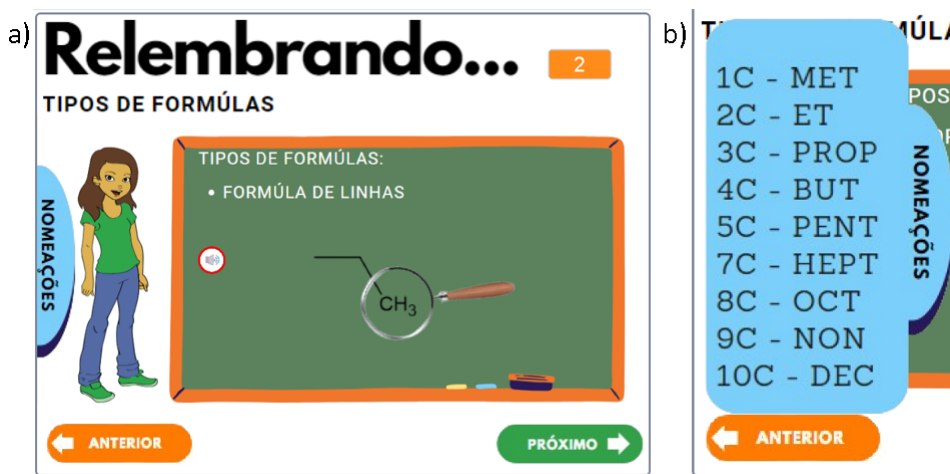 a)
Relembrando...
2
TIPOS DE FORMÚLAS
TIPOS DE FORMÚLAS:
• FORMÚLA DE LINHAS
NOMEAÇÕES
CH3
ANTERIOR
PRÓXIMO
b)
1C - MET
2C - ET
3C - PROP
4C - BUT
5C - PENT
7C - HEPT
8C - OCT
9C - NON
10C - DEC
NOMEAÇÕES
ANTERIOR